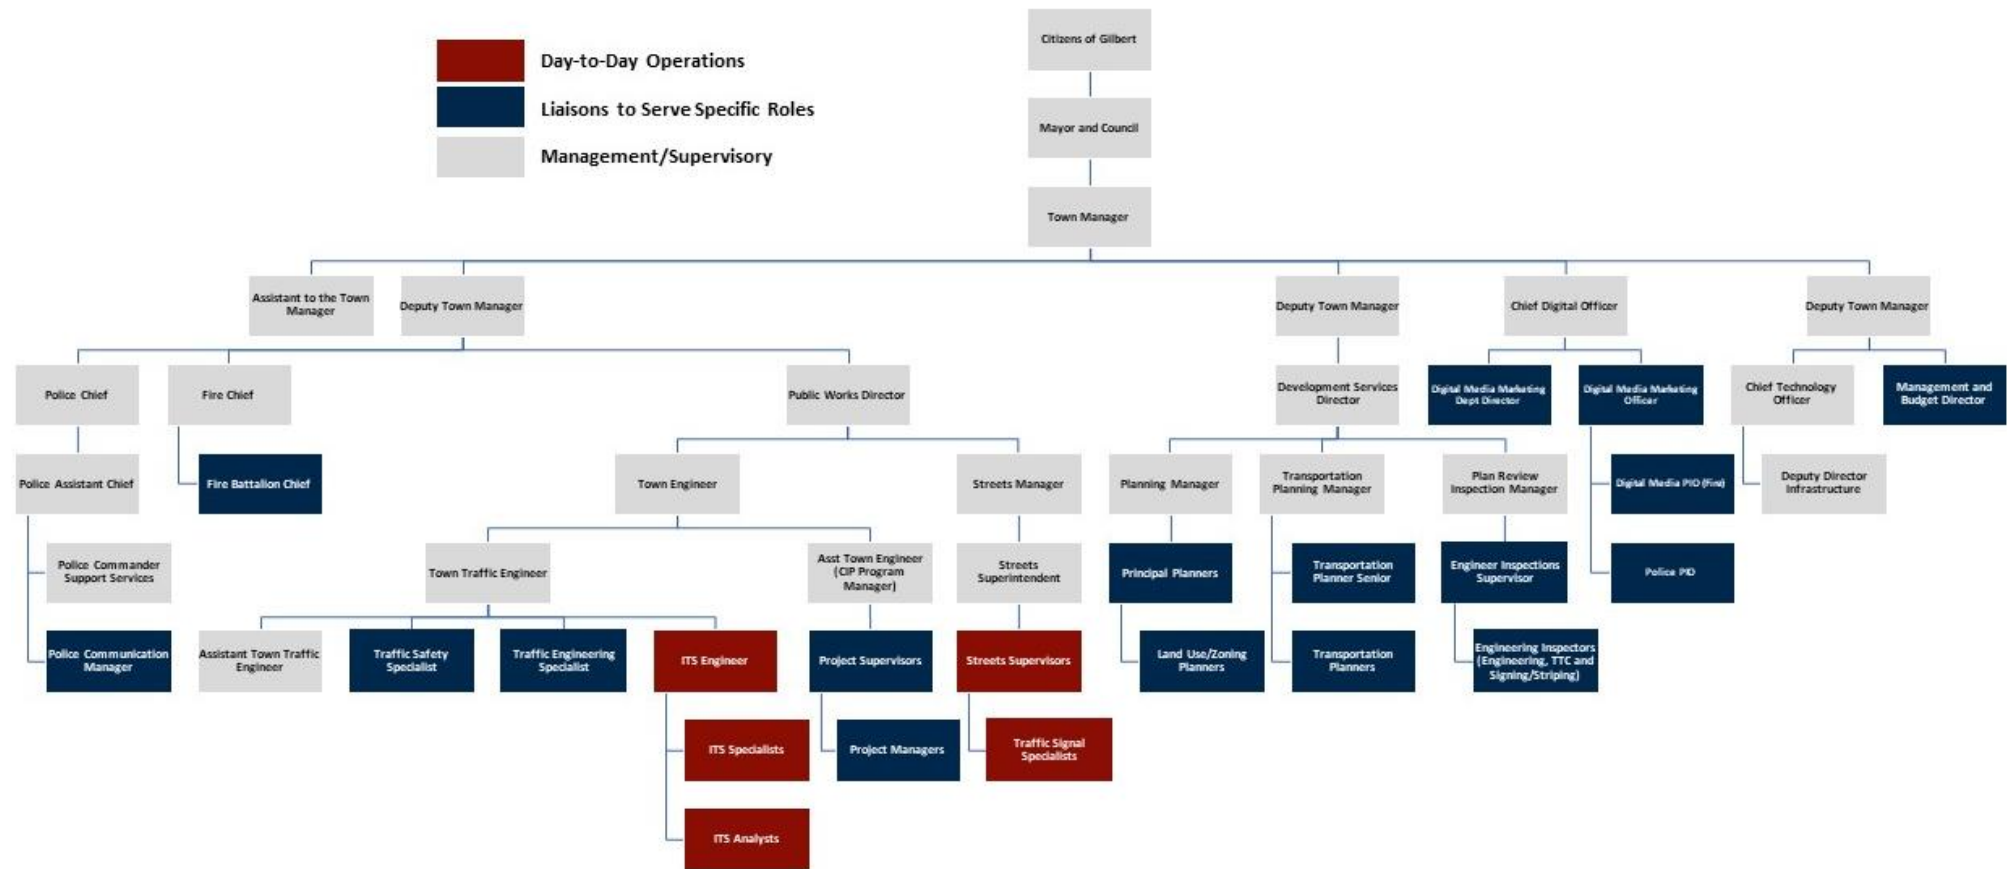 Citizens of Gilbert
Day-to-Day Operations
Liaisons to Serve Specific Roles
Mayor and Council
Management/Supervisory
Town Manager
Assistant to the Town
Manager
Deputy Town Manager
Deputy Town Manager
Chief Digital Officer
Deputy Town Manager
Police Chief
Fire Chief
Public Works Director
Development Services
Director
Digital Media Marketing
Dept Director
Digital Media Marketing
Officer
Chief Technology
Officer
Management and
Budget Director
Police Assistant Chief
Fire Battalion Chief
Town Engineer
Streets Manager
Planning Manager
Transportation
Planning Manager
Plan Review
Inspection Manager
Digital Media PIO (Fire)
Deputy Director
Infrastructure
Police Commander
Support Services
Town Traffic Engineer
Asst Town Engineer
(CIP Program
Manager)
Streets
Superintendent
Principal Planners
Transportation
Planner Senior
Engineer Inspections
Supervisor
Police PIO
Police Communication
Manager
Assistant Town Traffic
Engineer
Traffic Safety
Specialist
Traffic Engineering
Specialist
ITS Engineer
Project Supervisors
Streets Supervisors
Land Use/Zoning
Planners
Transportation
Planners
Engineering Inspectors
(Engineering, TTC and
Signing/Striping)
ITS Specialists
Project Managers
Traffic Signal
Specialists
ITS Analysts